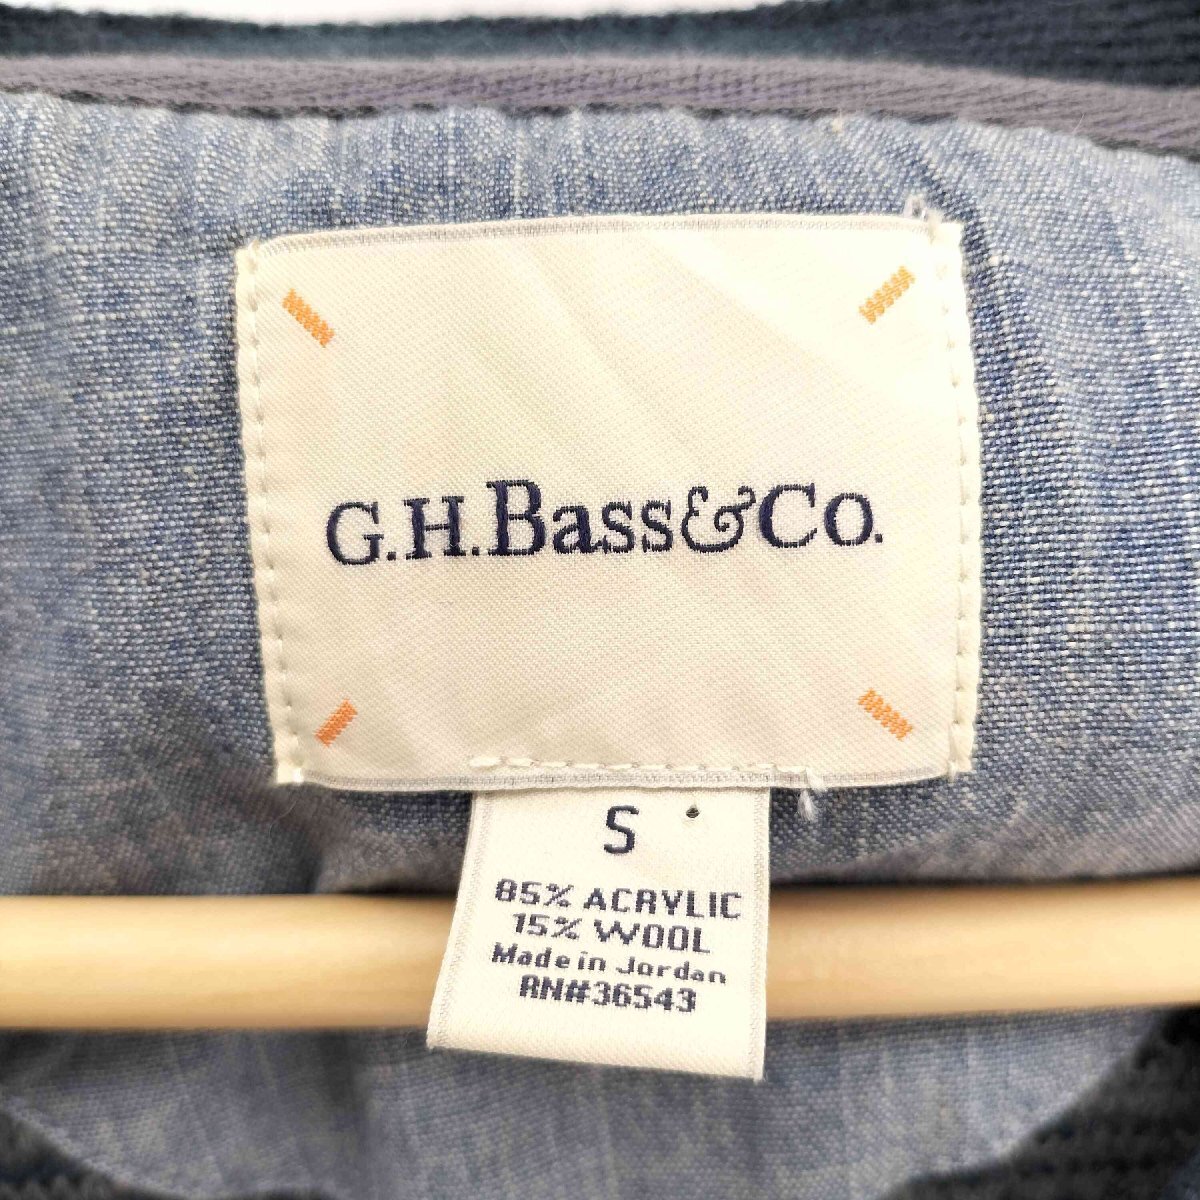 G.H.Bass&Co.
S
85% ACRYLIC
15% WOOL
Made in Jordan
RN#36543